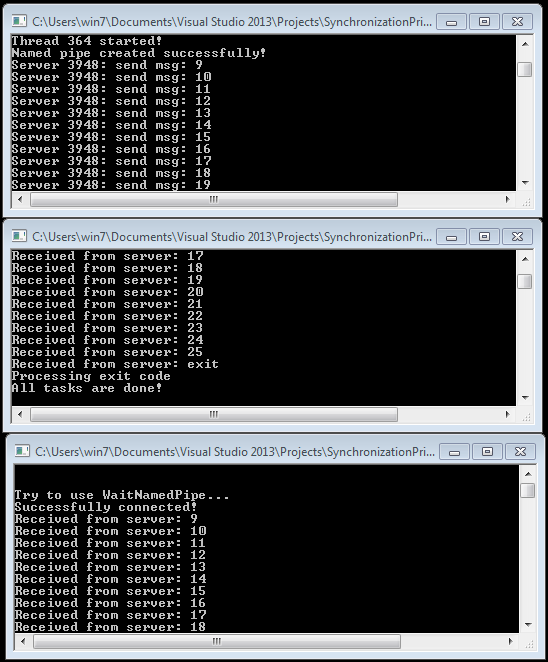 C:\Users\win7\Documents\Visual Studio 2013\Projects\SynchronizationPri...
Thread 364 started!
Named pipe created successfully!
Server 3948: send msg: 9
Server 3948: send msg: 10
Server 3948: send msg: 11
Server 3948: send msg: 12
Server 3948: send msg: 13
Server 3948: send msg: 14
Server 3948: send msg: 15
Server 3948: send msg: 16
Server 3948: send msg: 17
Server 3948: send msg: 18
Server 3948: send msg: 19
C:\Users\win7\Documents\Visual Studio 2013\Projects\SynchronizationPri...
Received from server: 17
Received from server: 18
Received from server: 19
Received from server: 20
Received from server: 21
Received from server: 22
Received from server: 23
Received from server: 24
Received from server: 25
Received from server: exit
Processing exit code
All tasks are done!
C:\Users\win7\Documents\Visual Studio 2013\Projects\SynchronizationPri...
Try to use WaitNamedPipe...
Successfully connected!
Received from server: 9
Received from server: 10
Received from server: 11
Received from server: 12
Received from server: 13
Received from server: 14
Received from server: 15
Received from server: 16
Received from server: 17
Received from server: 18